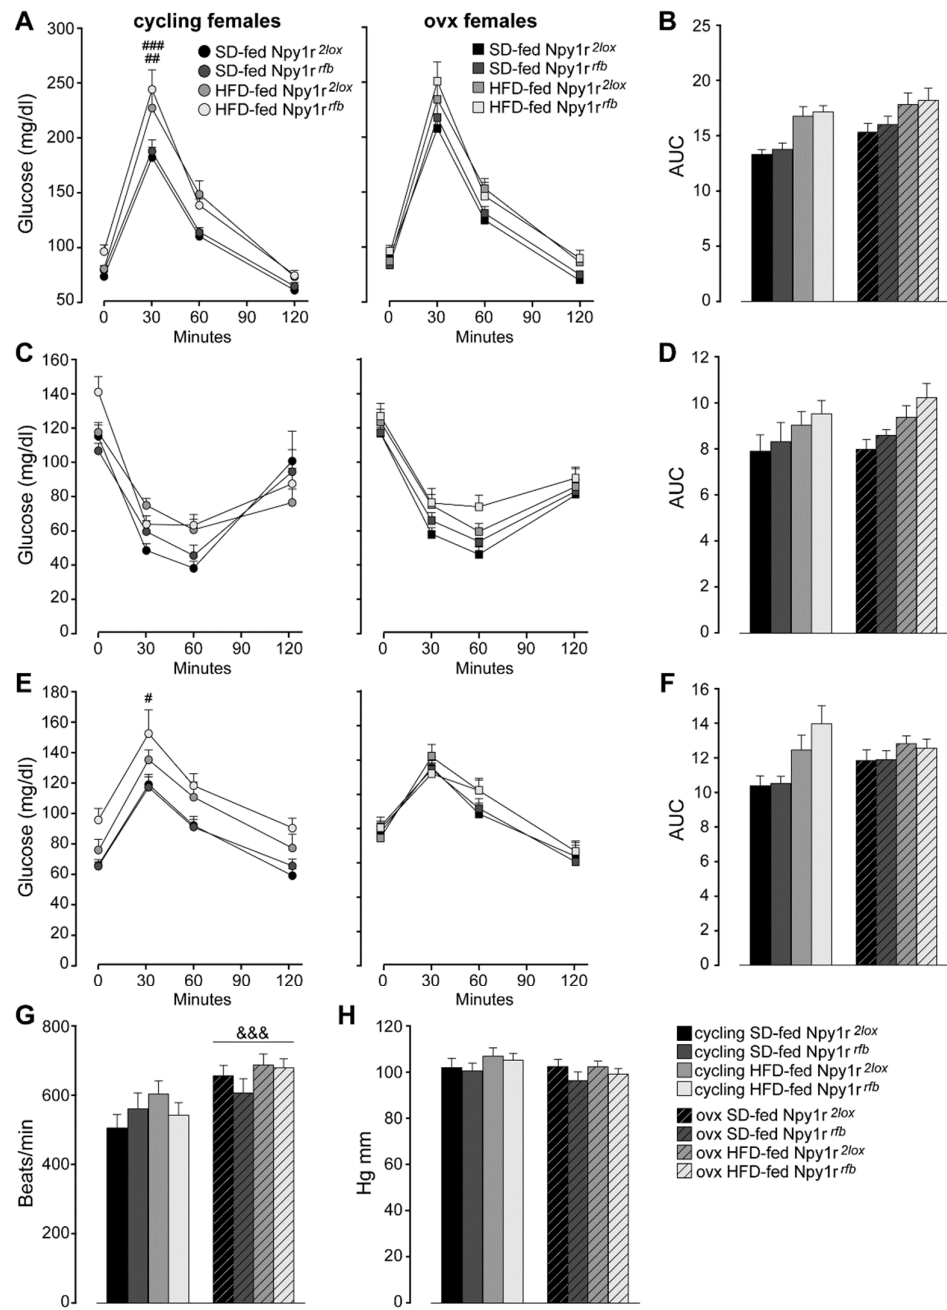 A
cycling females
ovx females
B
Glucose (mg/dl)
300
250
200
150
100
50
###
##
SD-fed Npy1r 2lox
SD-fed Npy1r rfb
HFD-fed Npy1r 2lox
HFD-fed Npy1r rfb
0 30 60 90 120
Minutes
SD-fed Npy1r 2lox
SD-fed Npy1r rfb
HFD-fed Npy1r 2lox
HFD-fed Npy1r rfb
0 30 60 90 120
Minutes
AUC
25
20
15
10
5
0
C
Glucose (mg/dl)
160
140
120
100
80
60
40
20
0
0 30 60 90 120
Minutes
0 30 60 90 120
Minutes
D
AUC
12
10
8
6
4
2
0
E
Glucose (mg/dl)
180
160
140
120
100
80
60
40
20
0
#
0 30 60 90 120
Minutes
0 30 60 90 120
Minutes
F
AUC
16
14
12
10
8
6
4
2
0
G
Beats/min
800
600
400
200
0
&&&
H
Hg mm
120
100
80
60
40
20
0
cycling SD-fed Npy1r 2lox
cycling SD-fed Npy1r rfb
cycling HFD-fed Npy1r 2lox
cycling HFD-fed Npy1r rfb
ovx SD-fed Npy1r 2lox
ovx SD-fed Npy1r rfb
ovx HFD-fed Npy1r 2lox
ovx HFD-fed Npy1r rfb